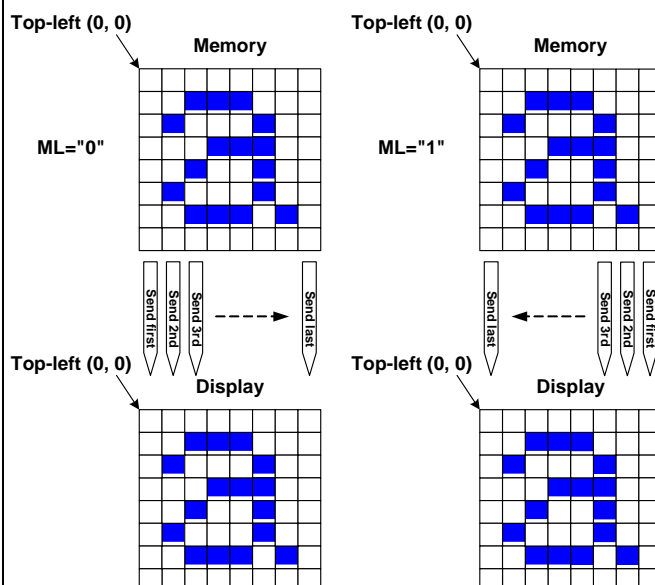 Top-left (0, 0)
Memory
ML="0"
Send first
Send 2nd
Send 3rd
Send last
Top-left (0, 0)
Display
Top-left (0, 0)
Memory
ML="1"
Send last
Send 3rd
Send 2nd
Send first
Top-left (0, 0)
Display